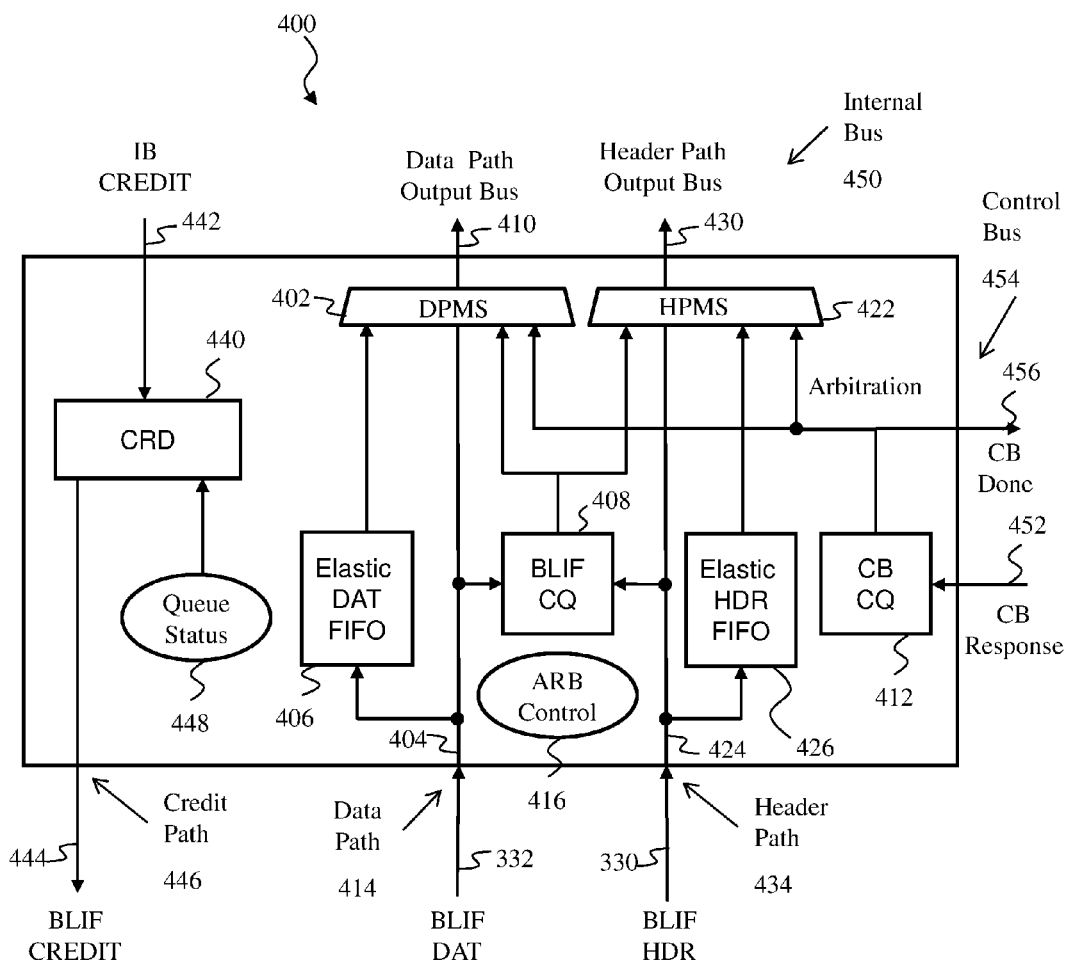 400
Internal
Bus
450
IB
CREDIT
Data Path
Output Bus
Header Path
Output Bus
Control
Bus
454
442
410
430
402
DPMS
HPMS
422
440
456
Arbitration
CRD
CB
Done
408
452
Elastic
DAT
FIFO
BLIF
CQ
Elastic
HDR
FIFO
CB
CQ
Queue
Status
CB
Response
ARB
Control
448
406
404
416
424
426
412
Credit
Path
446
Data
Path
414
Header
Path
434
444
332
330
BLIF
CREDIT
BLIF
DAT
BLIF
HDR